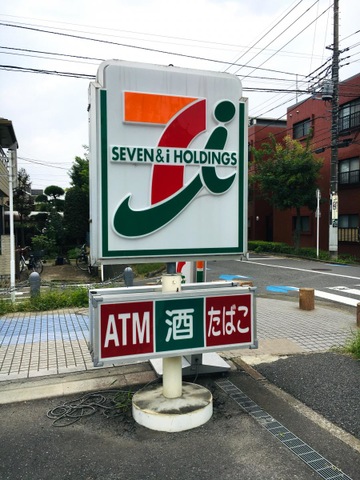 SEVEN & i HOLDINGS
ATM 酒 たばこ